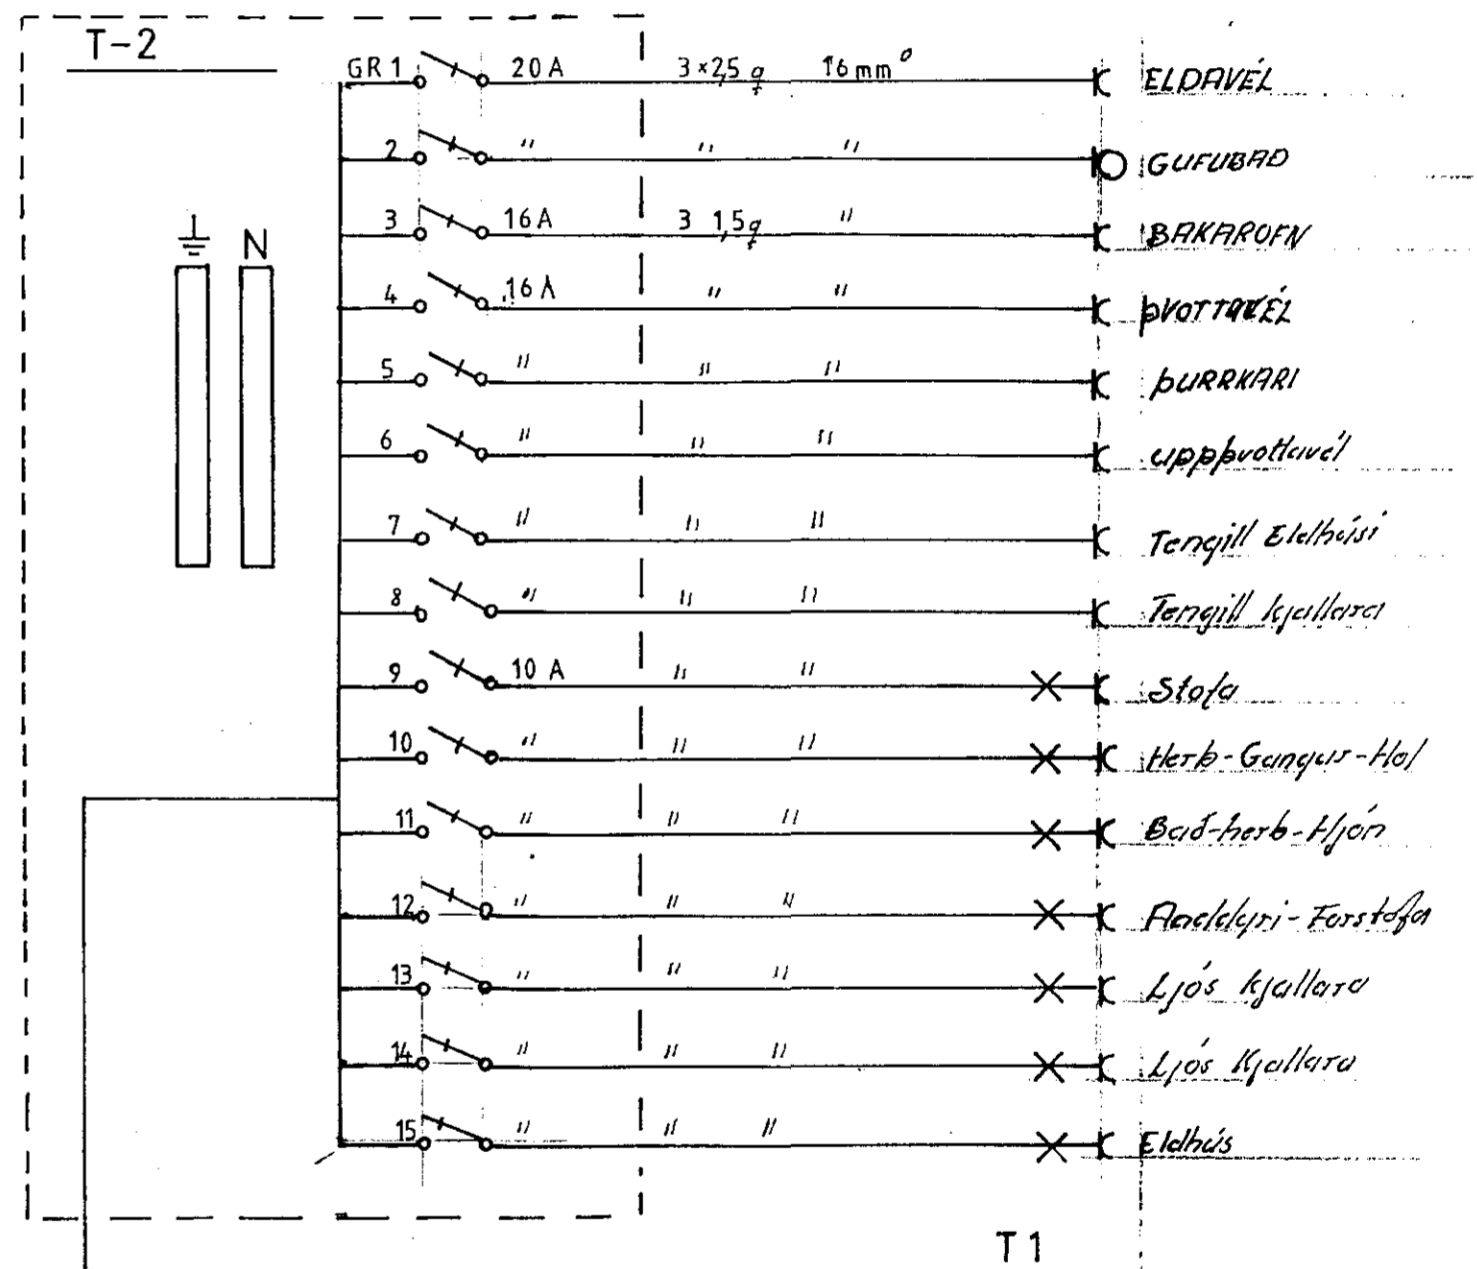 T-2
GR 1 20 A 3 × 2,5 q 16 mm ø ELDAVÉL
2 " " " GUFUBAÐ
3 16 A 3 1,5 q " BAKAROFN
4 16 A " " ÞVOTTAVÉL
N
5 " " " ÞURRKARI
6 " " " uppþvottavél
7 " " " Tengill Eldhúsi
8 " " " Tengill kjallara
9 10 A " " Stofa
10 " " " Herb-Gangur-Hol
11 " " " Bað-herb-Hjón
12 " " " Anddyri-Forstofa
13 " " " Ljós kjallara
14 " " " Ljós Kjallara
15 " " " Eldhús
T 1